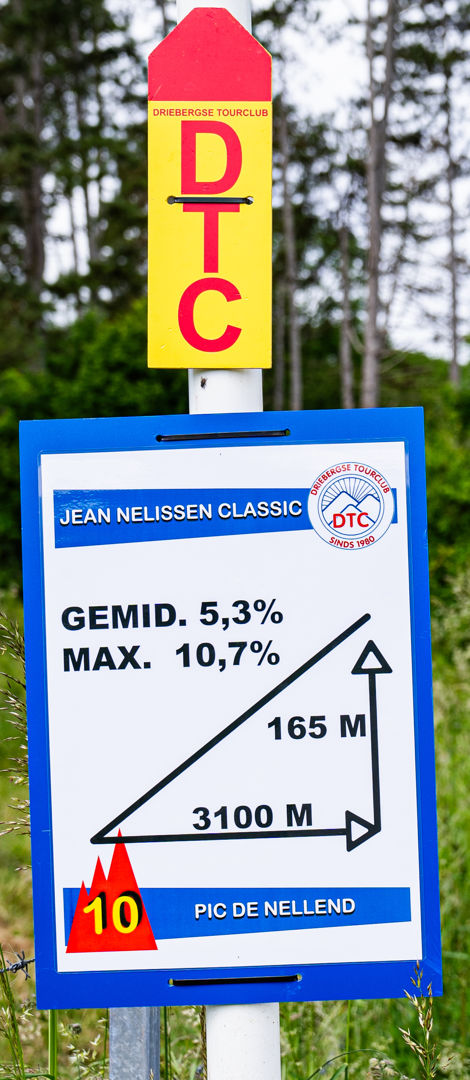 DRIEBERGSE TOURCLUB
D
T
C
JEAN NELISSEN CLASSIC
DRIEBERGSE TOURCLUB
DTC
SINDS 1980
GEMID. 5,3%
MAX. 10,7%
165 M
3100 M
10
PIC DE NELLEND